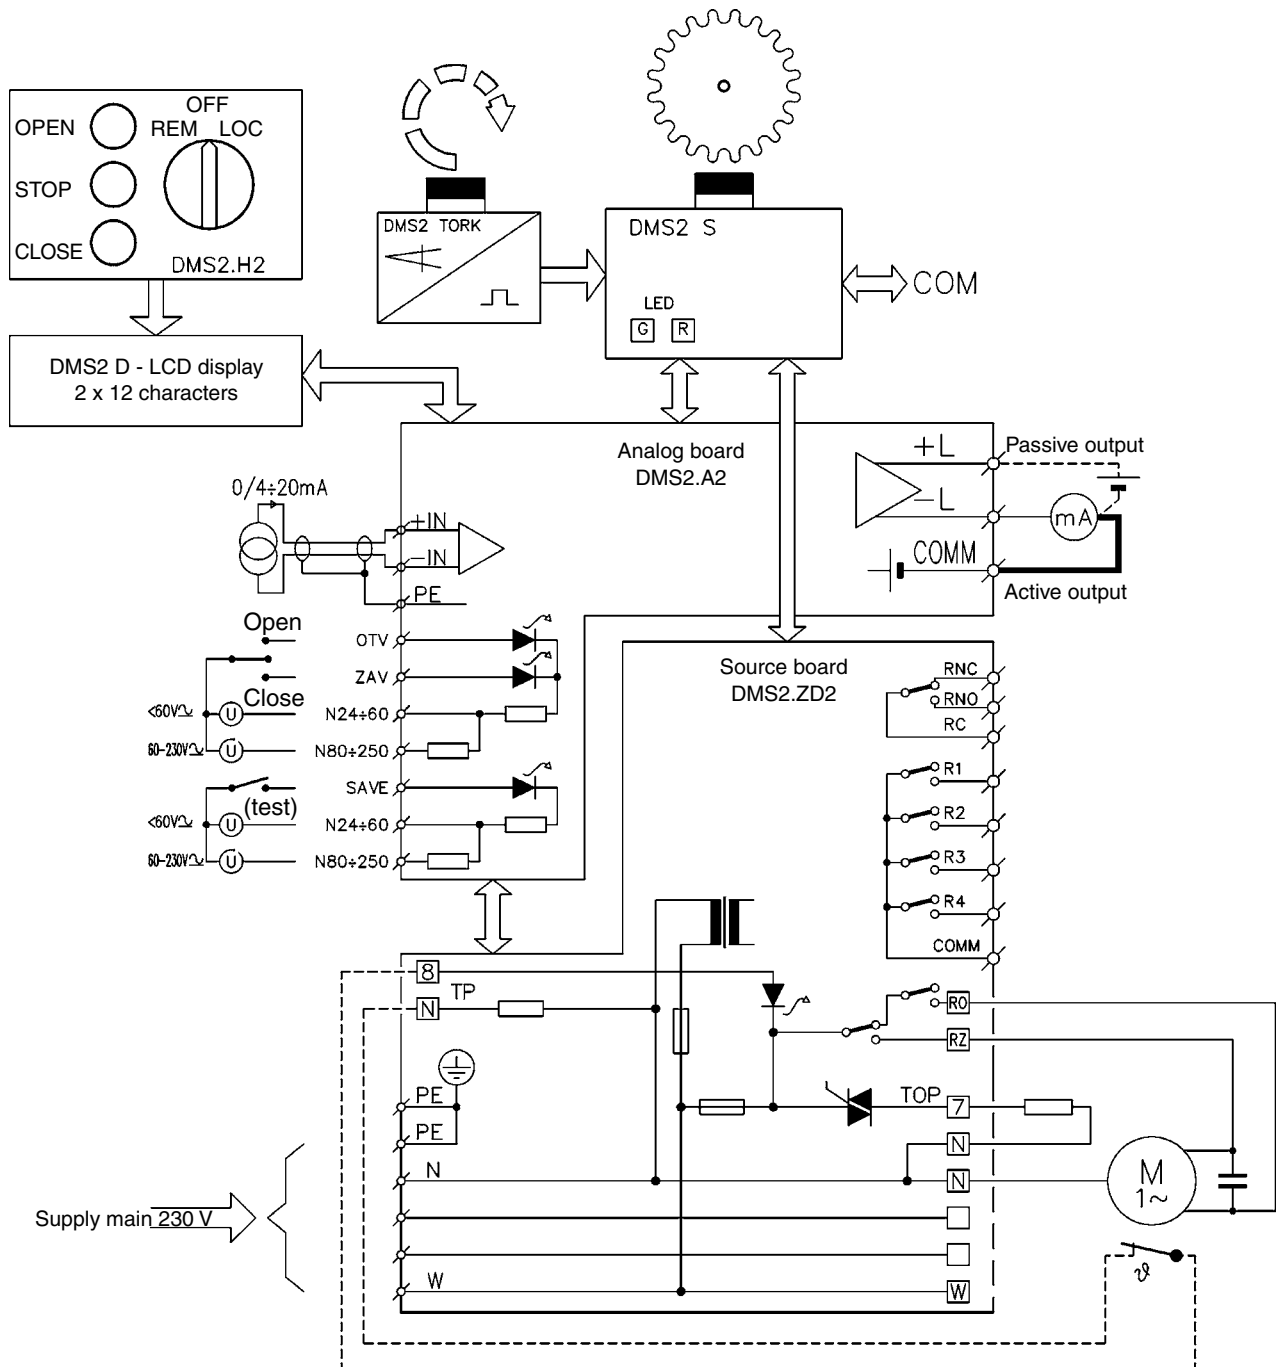 OFF
OPEN
REM
LOC
STOP
CLOSE
DMS2.H2
DMS2 TORK
DMS2 S
LED
G
R
COM
DMS2 D - LCD display
2 x 12 characters
Analog board
DMS2.A2
+L
Passive output
−L
mA
COMM
Active output
0/4÷20mA
+IN
−IN
PE
Open
OTV
ZAV
Close
<60V
U
N24÷60
60-230V
U
N80÷250
SAVE
(test)
<60V
U
N24÷60
60-230V
U
N80÷250
Source board
DMS2.ZD2
RNC
RNO
RC
R1
R2
R3
R4
COMM
8
TP
N
RO
RZ
PE
TOP
7
PE
N
N
N
M
1~
Supply main 230 V
W
W
ϑ